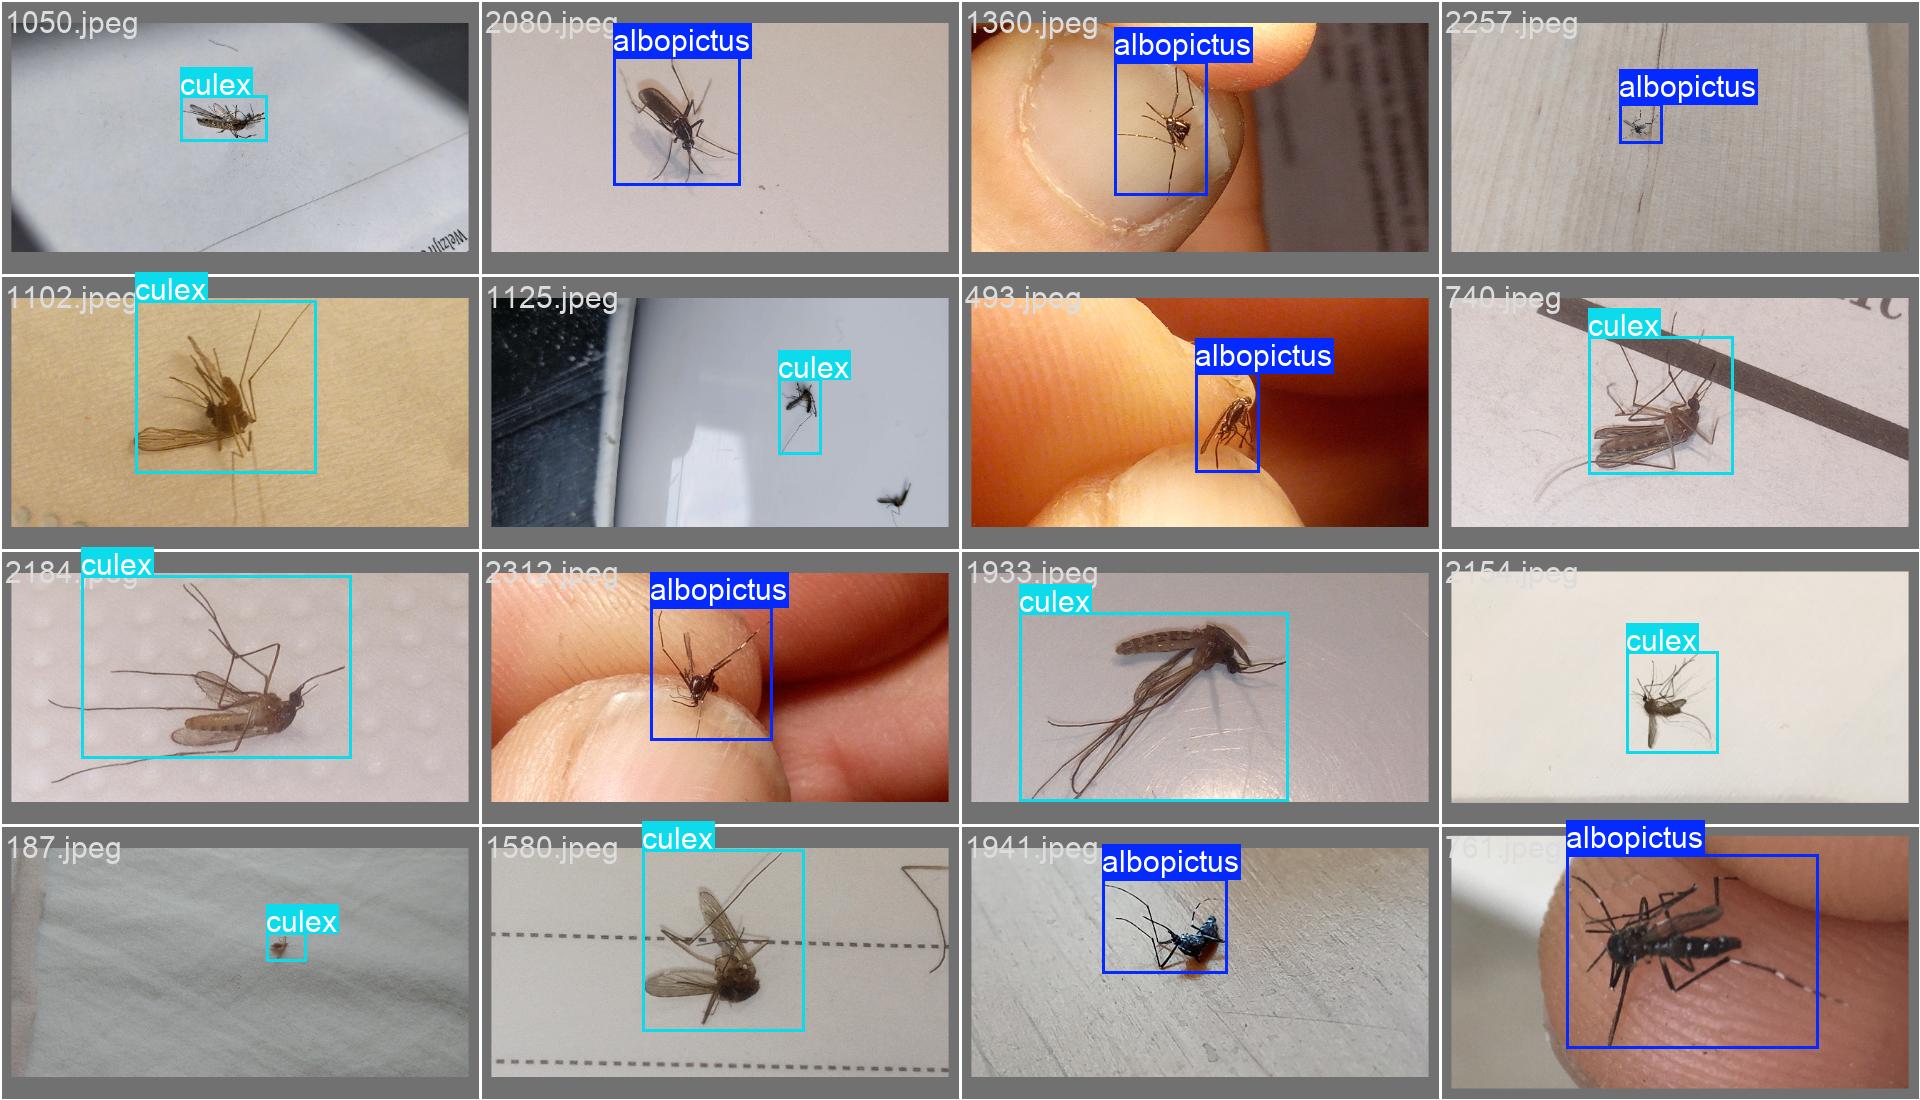 1050.jpeg
culex
Welzijn
2080.jpeg
albopictus
1360.jpeg
albopictus
2257.jpeg
albopictus
1102.jpeg
culex
1125.jpeg
culex
493.jpeg
albopictus
740.jpeg
culex
2184.jpeg
culex
2312.jpeg
albopictus
1933.jpeg
culex
2154.jpeg
culex
187.jpeg
culex
1580.jpeg
culex
1941.jpeg
albopictus
761.jpeg
albopictus